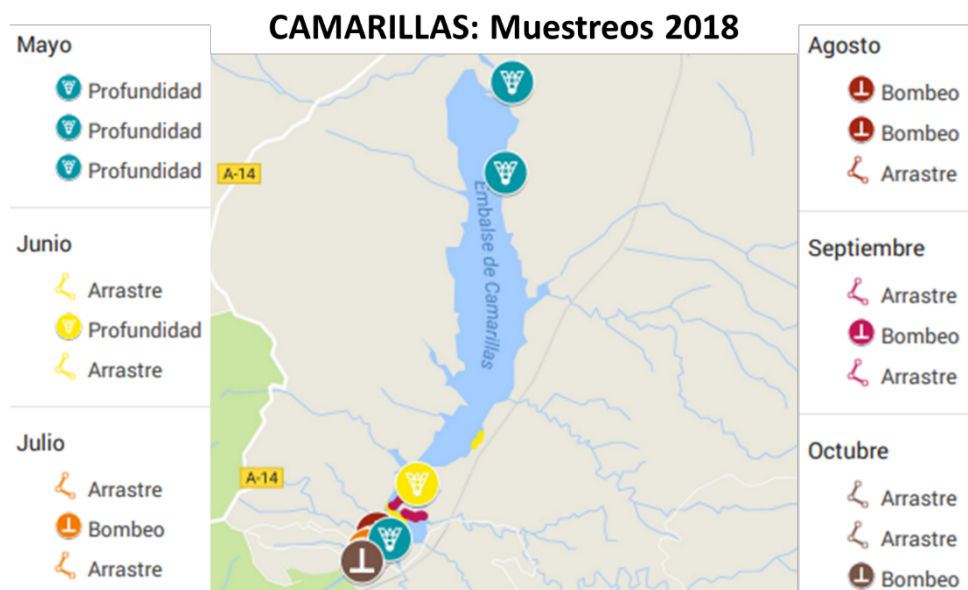 CAMARILLAS: Muestreos 2018
Mayo
Profundidad
Profundidad
Profundidad
Junio
Arrastre
Profundidad
Arrastre
Julio
Arrastre
Bombeo
Arrastre
A-14
Embalse de Camarillas
A-14
Agosto
Bombeo
Bombeo
Arrastre
Septiembre
Arrastre
Bombeo
Arrastre
Octubre
Arrastre
Arrastre
Bombeo